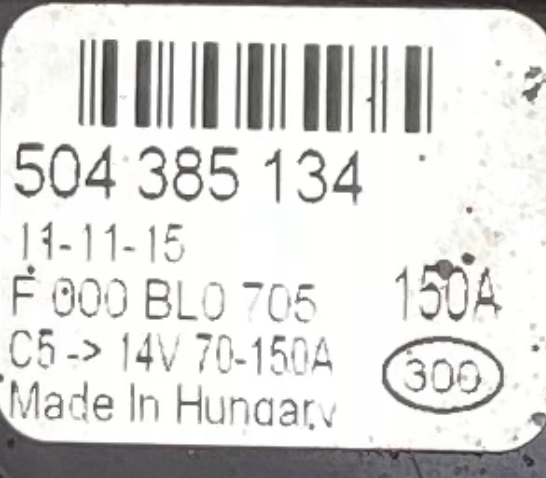 504 385 134
11-11-15
F 000 BL0 705
150A
C5 -> 14V 70-150A
300
Made In Hungary